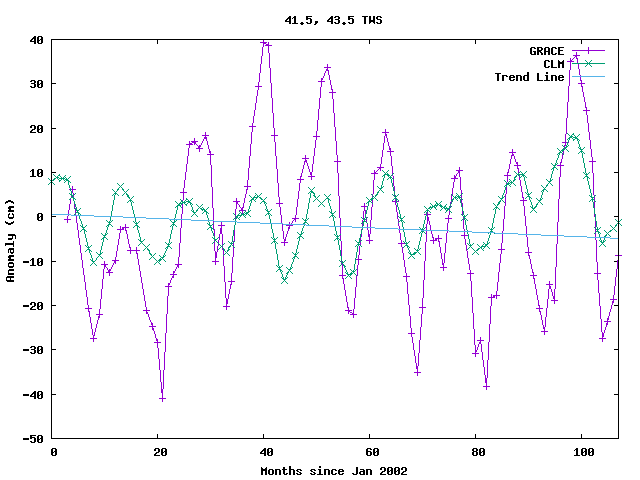 41.5, 43.5 TWS
GRACE
CLM
Trend Line
40
30
20
10
0
-10
-20
-30
-40
-50
Anomaly (cm)
0 20 40 60 80 100
Months since Jan 2002